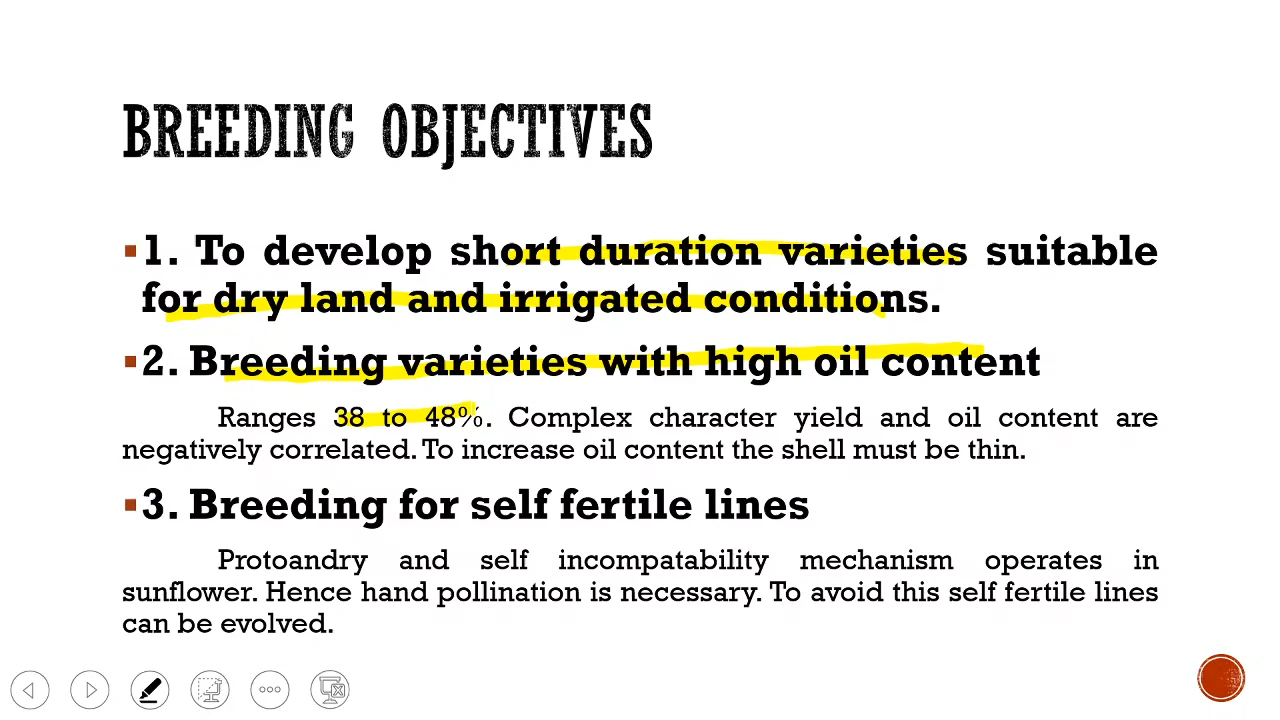 BREEDING OBJECTIVES
1. To develop short duration varieties suitable
for dry land and irrigated conditions.
2. Breeding varieties with high oil content
Ranges 38 to 48%. Complex character yield and oil content are
negatively correlated. To increase oil content the shell must be thin.
3. Breeding for self fertile lines
Protoandry and self incompatability mechanism operates in
sunflower. Hence hand pollination is necessary. To avoid this self fertile lines
can be evolved.